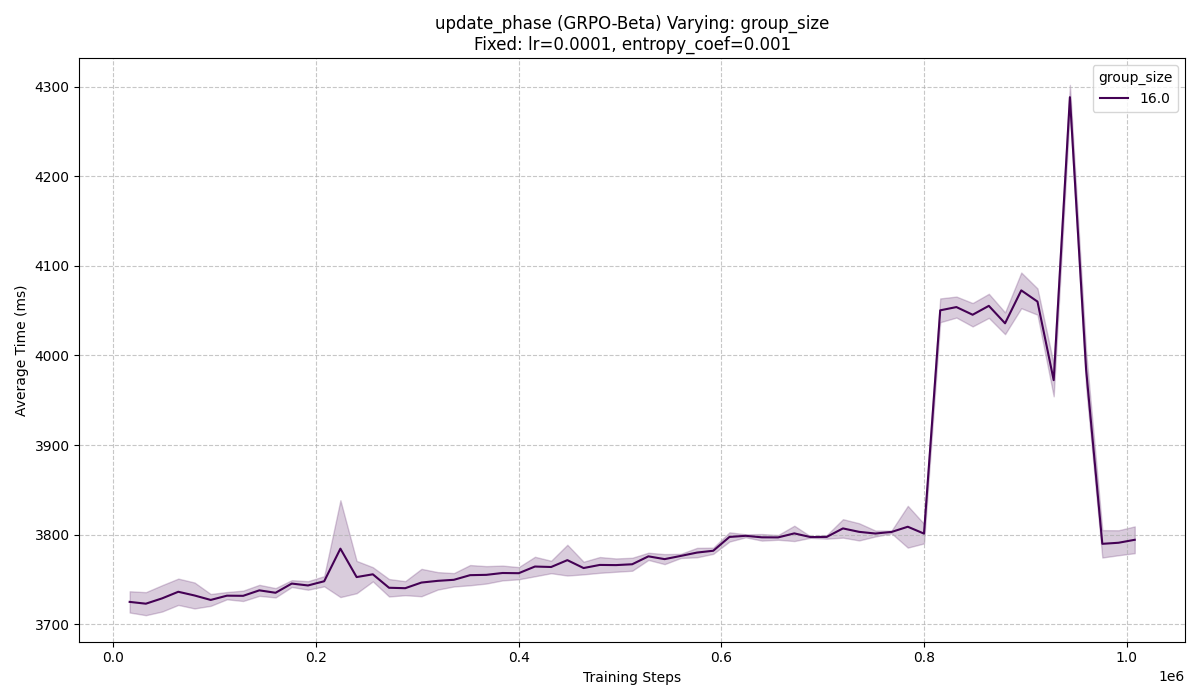 update_phase (GRPO-Beta) Varying: group_size
Fixed: lr=0.0001, entropy_coef=0.001
group_size
16.0
4300
4200
4100
4000
3900
3800
3700
Average Time (ms)
0.0 0.2 0.4 0.6 0.8 1.0
1e6
Training Steps